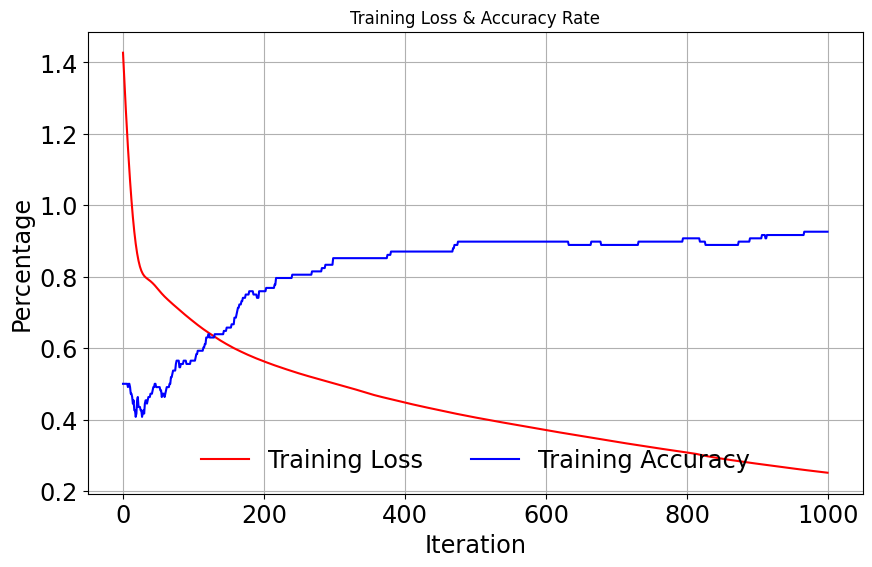 Training Loss & Accuracy Rate
1.4
1.2
1.0
0.8
0.6
0.4
0.2
Percentage
Training Loss Training Accuracy
0 200 400 600 800 1000
Iteration